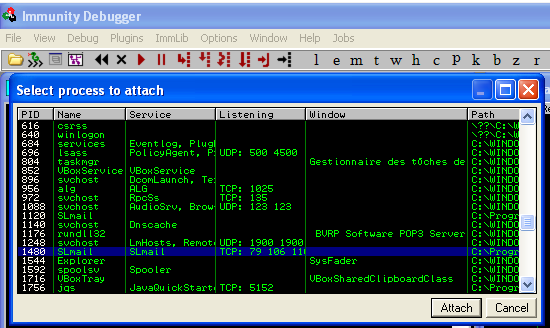 Immunity Debugger
File View Debug Plugins ImmLib Options Window Help Jobs
l e m t w h c p k b z r
Select process to attach
PID Name Service Listening Window Path
616 csrss \??\C:\W
640 winlogon \??\C:\W
684 services Eventlog, Plugl C:\WINDO
696 lsass PolicyAgent, P: UDP: 500 4500 C:\WINDO
804 taskmgr Gestionnaire des tôches de C:\WINDO
852 VBoxService VBoxService C:\WINDO
896 svchost DcomLaunch, Te: C:\WINDO
956 alg ALG TCP: 1025 C:\WINDO
972 svchost RpcSs TCP: 135 C:\WINDO
1088 svchost AudioSrv, Brow UDP: 123 123 C:\WINDO
1120 SLmail C:\Progr
1140 svchost Dnscache C:\WINDO
1176 rundll32 BVRP Software POP3 Server C:\WINDO
1248 svchost LmHosts, Remot UDP: 1900 1900 C:\WINDO
1480 SLmail SLmail TCP: 79 106 11 C:\Progr
1544 Explorer SysFader C:\WINDO
1592 spoolsv Spooler C:\WINDO
1716 VBoxTray VBoxSharedClipboardClass C:\WINDO
1756 jqs JavaQuickStart TCP: 5152 C:\Progr
Attach Cancel